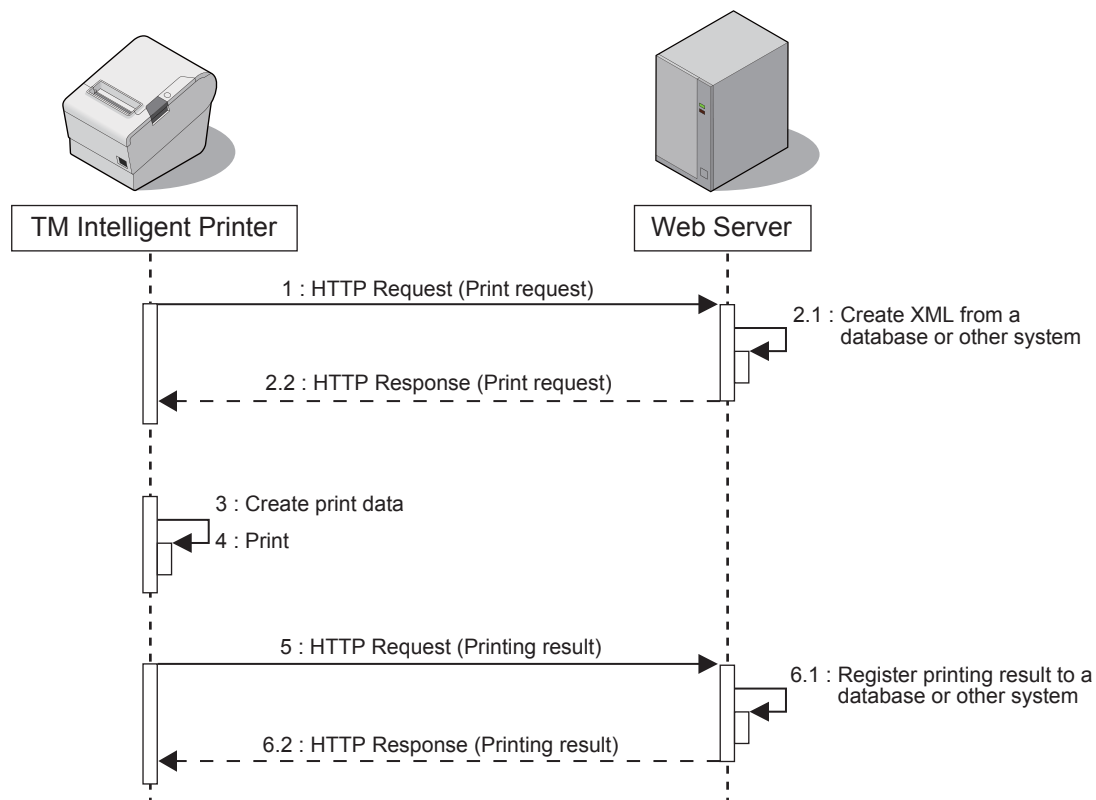 TM Intelligent Printer
Web Server
1 : HTTP Request (Print request)
2.1 : Create XML from a
database or other system
2.2 : HTTP Response (Print request)
3 : Create print data
4 : Print
5 : HTTP Request (Printing result)
6.1 : Register printing result to a
database or other system
6.2 : HTTP Response (Printing result)